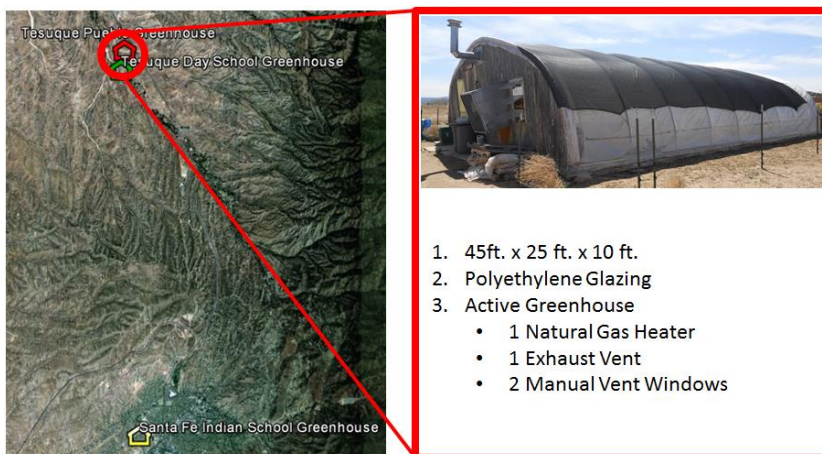 Tesuque Pueblo Greenhouse
Tesuque Day School Greenhouse
Santa Fe Indian School Greenhouse
1. 45ft. x 25 ft. x 10 ft.
2. Polyethylene Glazing
3. Active Greenhouse
• 1 Natural Gas Heater
• 1 Exhaust Vent
• 2 Manual Vent Windows